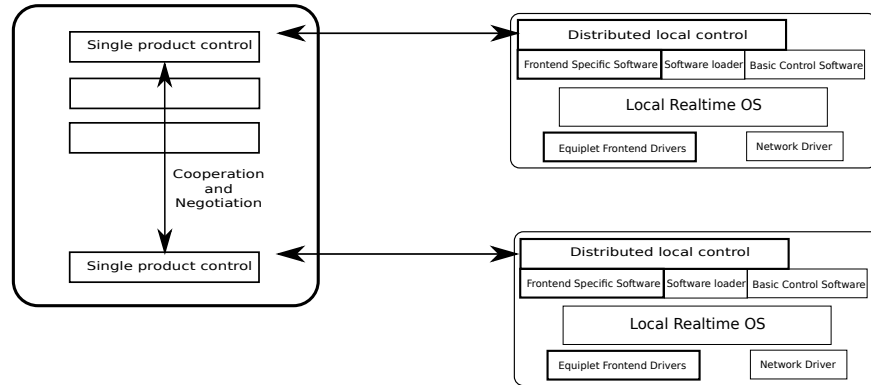 Single product control
Cooperation
and
Negotiation
Single product control
Distributed local control
Frontend Specific Software
Software loader
Basic Control Software
Local Realtime OS
Equiplet Frontend Drivers
Network Driver
Distributed local control
Frontend Specific Software
Software loader
Basic Control Software
Local Realtime OS
Equiplet Frontend Drivers
Network Driver